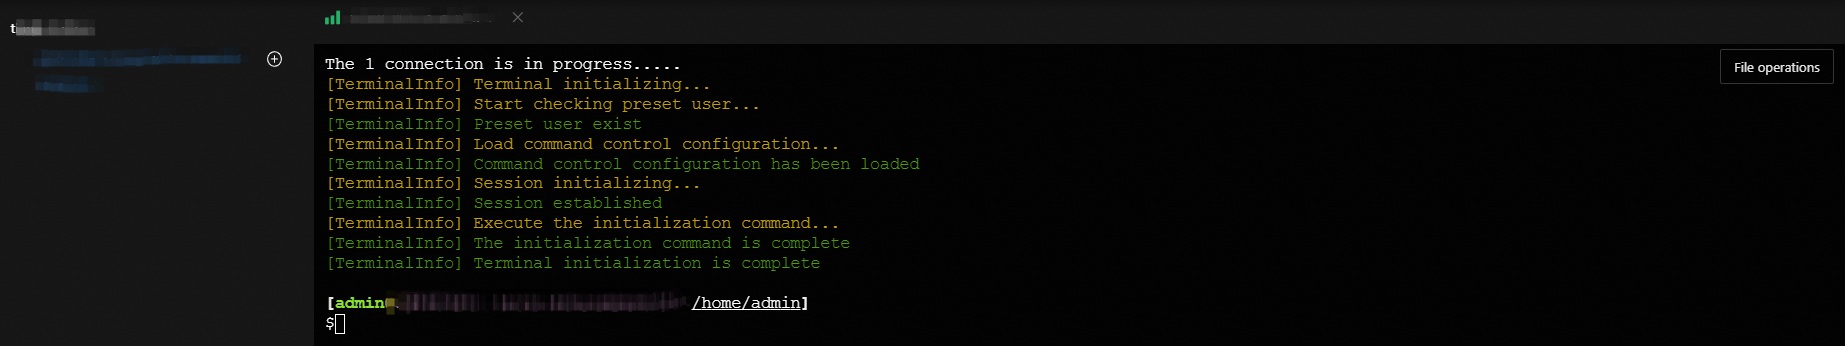 The 1 connection is in progress.....
File operations
[TerminalInfo] Terminal initializing...
[TerminalInfo] Start checking preset user...
[TerminalInfo] Preset user exist
[TerminalInfo] Load command control configuration...
[TerminalInfo] Command control configuration has been loaded
[TerminalInfo] Session initializing...
[TerminalInfo] Session established
[TerminalInfo] Execute the initialization command...
[TerminalInfo] The initialization command is complete
[TerminalInfo] Terminal initialization is complete
[admin /home/admin]
$